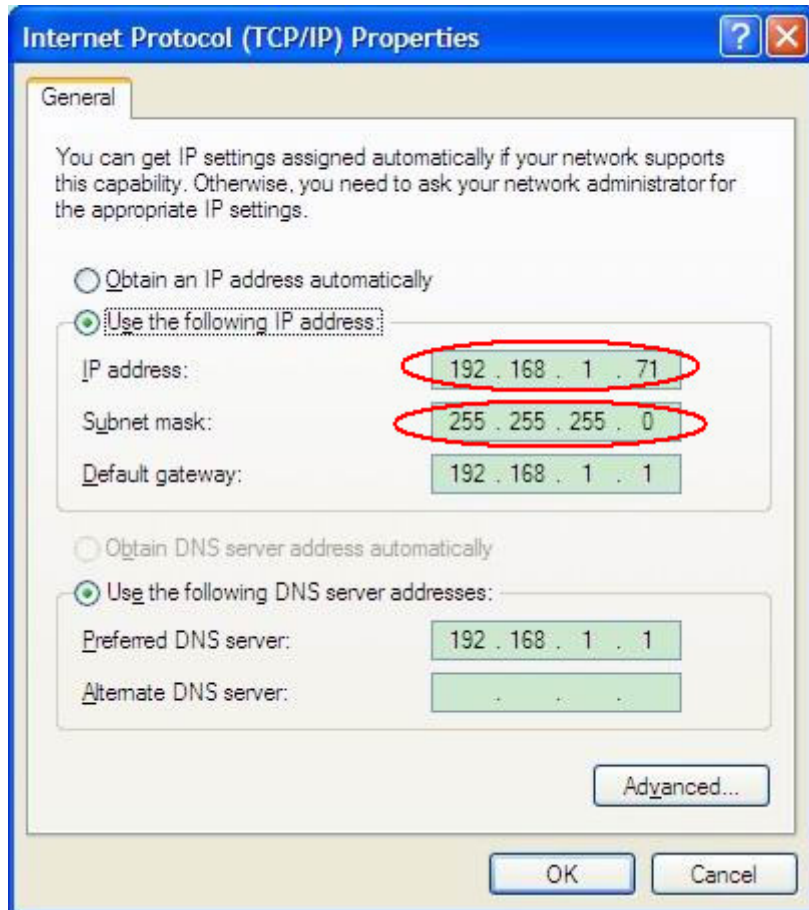 Internet Protocol (TCP/IP) Properties
General
You can get IP settings assigned automatically if your network supports
this capability. Otherwise, you need to ask your network administrator for
the appropriate IP settings.
Obtain an IP address automatically
Use the following IP address:
IP address: 192 . 168 . 1 . 71
Subnet mask: 255 . 255 . 255 . 0
Default gateway: 192 . 168 . 1 . 1
Obtain DNS server address automatically
Use the following DNS server addresses:
Preferred DNS server: 192 . 168 . 1 . 1
Alternate DNS server: . . .
Advanced...
OK Cancel